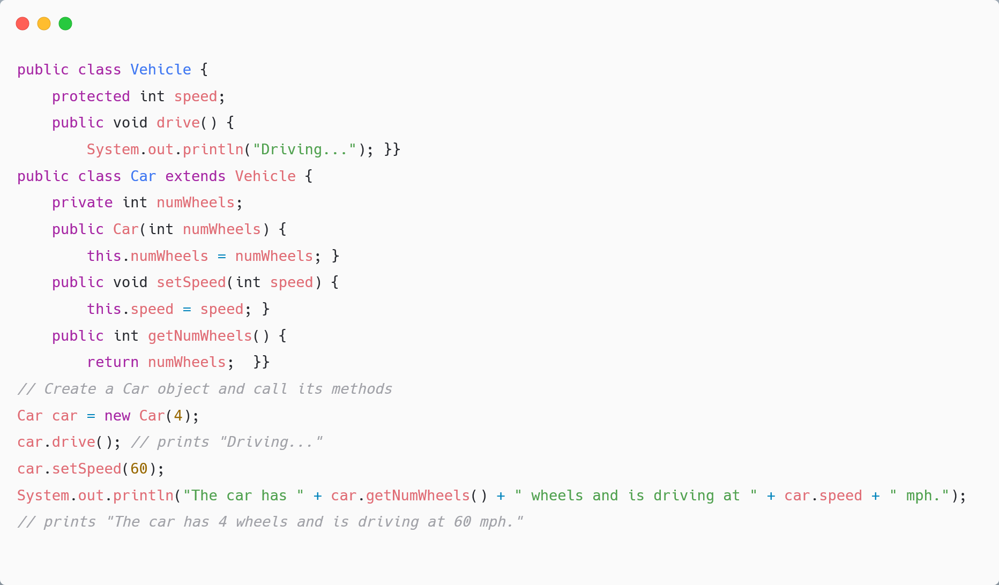 public class Vehicle {
    protected int speed;
    public void drive() {
        System.out.println("Driving..."); }}
public class Car extends Vehicle {
    private int numWheels;
    public Car(int numWheels) {
        this.numWheels = numWheels; }
    public void setSpeed(int speed) {
        this.speed = speed; }
    public int getNumWheels() {
        return numWheels;  }}
// Create a Car object and call its methods
Car car = new Car(4);
car.drive(); // prints "Driving..."
car.setSpeed(60);
System.out.println("The car has " + car.getNumWheels() + " wheels and is driving at " + car.speed + " mph.");
// prints "The car has 4 wheels and is driving at 60 mph."